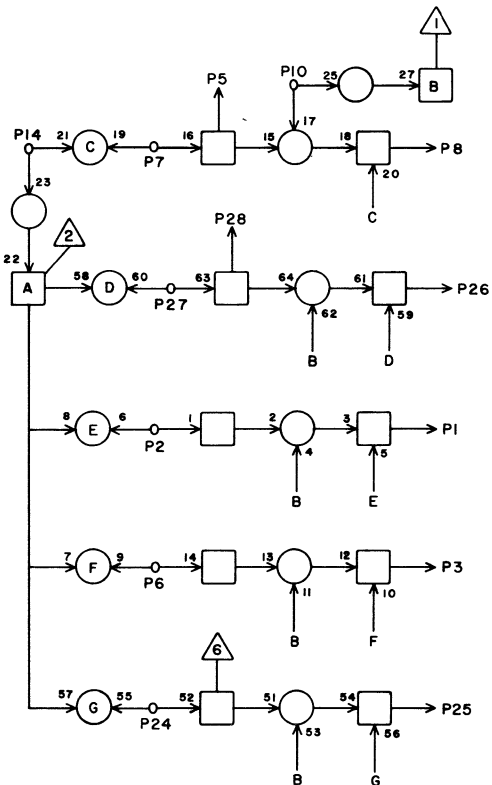 1
P5 P10 25 27 B
17
P14 21 C 19 P7 16 15 18 20 P8
23
C
P28
2
22 A 58 D 60 P27 63 64 62 61 59 P26
B D
8 E 6 P2 1 2 4 3 5 P1
B E
7 F 9 P6 14 13 11 12 10 P3
B F
6
57 G 55 P24 52 51 53 54 56 P25
B G